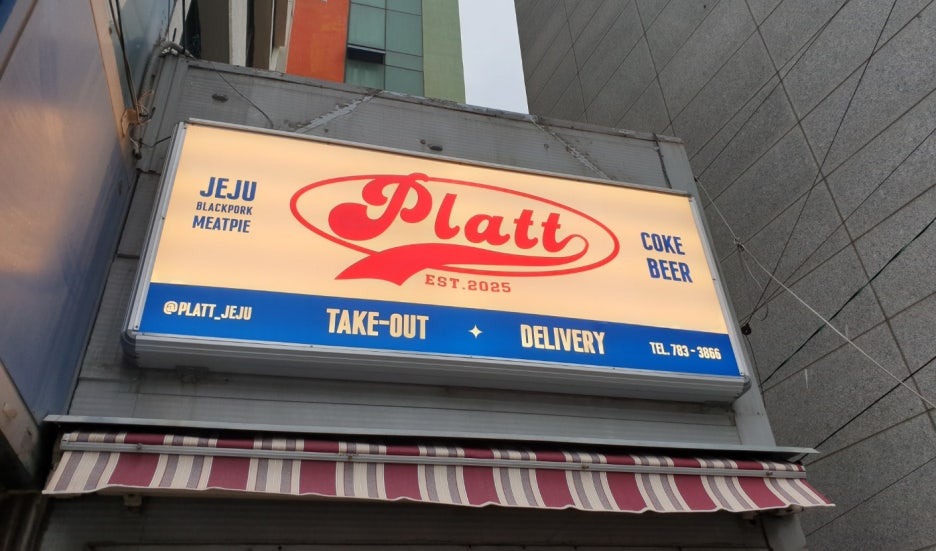 JEJU
BLACKPORK
MEATPIE
Platt
EST.2025
COKE
BEER
@PLATT_JEJU
TAKE-OUT
DELIVERY
TEL. 783-3866